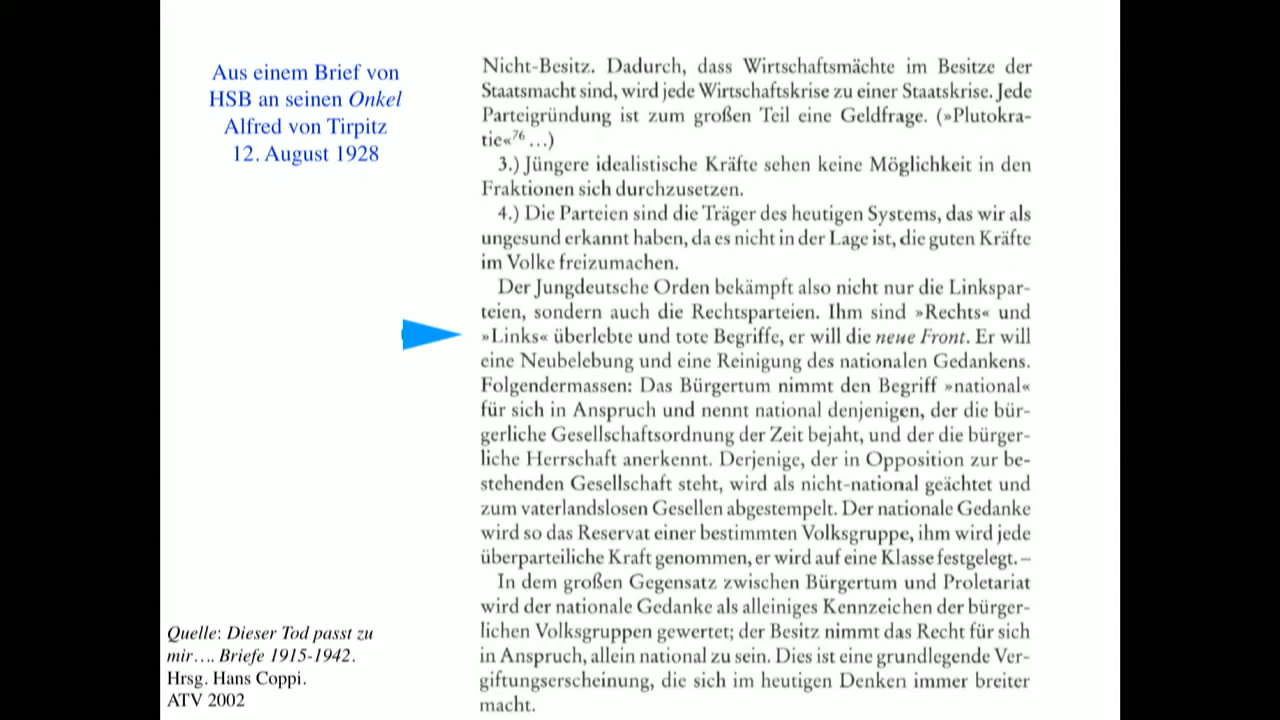 Aus einem Brief von
HSB an seinen Onkel
Alfred von Tirpitz
12. August 1928
Nicht-Besitz. Dadurch, dass Wirtschaftsmächte im Besitze der
Staatsmacht sind, wird jede Wirtschaftskrise zu einer Staatskrise. Jede
Parteigründung ist zum großen Teil eine Geldfrage. (»Plutokra-
tie«76 ...)
3.) Jüngere idealistische Kräfte sehen keine Möglichkeit in den
Fraktionen sich durchzusetzen.
4.) Die Parteien sind die Träger des heutigen Systems, das wir als
ungesund erkannt haben, da es nicht in der Lage ist, die guten Kräfte
im Volke freizumachen.
Der Jungdeutsche Orden bekämpft also nicht nur die Linkspar-
teien, sondern auch die Rechtsparteien. Ihm sind »Rechts« und
»Links« überlebte und tote Begriffe, er will die neue Front. Er will
eine Neubelebung und eine Reinigung des nationalen Gedankens.
Folgendermassen: Das Bürgertum nimmt den Begriff »national«
für sich in Anspruch und nennt national denjenigen, der die bür-
gerliche Gesellschaftsordnung der Zeit bejaht, und der die bürger-
liche Herrschaft anerkennt. Derjenige, der in Opposition zur be-
stehenden Gesellschaft steht, wird als nicht-national geächtet und
zum vaterlandslosen Gesellen abgestempelt. Der nationale Gedanke
wird so das Reservat einer bestimmten Volksgruppe, ihm wird jede
überparteiliche Kraft genommen, er wird auf eine Klasse festgelegt. –
In dem großen Gegensatz zwischen Bürgertum und Proletariat
wird der nationale Gedanke als alleiniges Kennzeichen der bürger-
lichen Volksgruppen gewertet; der Besitz nimmt das Recht für sich
in Anspruch, allein national zu sein. Dies ist eine grundlegende Ver-
giftungserscheinung, die sich im heutigen Denken immer breiter
macht.
Quelle: Dieser Tod passt zu
mir…. Briefe 1915-1942.
Hrsg. Hans Coppi.
ATV 2002